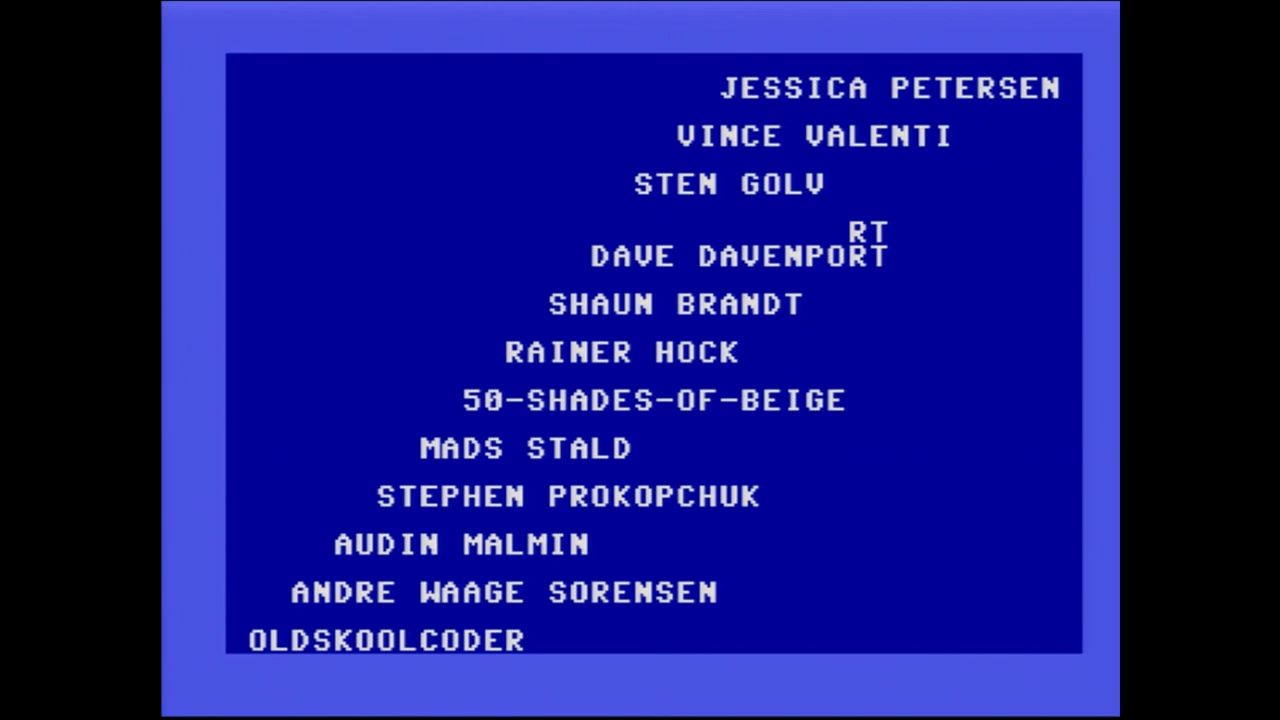 JESSICA PETERSEN
VINCE VALENTI
STEN GOLV
RT
DAVE DAVENPORT
SHAUN BRANDT
RAINER HOCK
50-SHADES-OF-BEIGE
MADS STALD
STEPHEN PROKOPCHUK
AUDIN MALMIN
ANDRE WAAGE SORENSEN
OLDSKOOLCODER